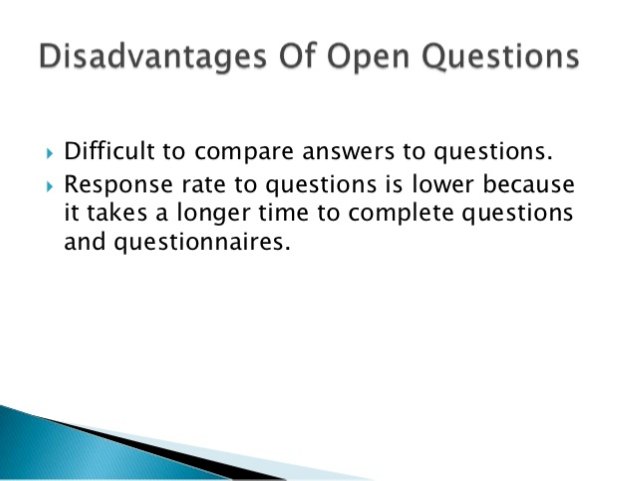 Disadvantages Of Open Questions
Difficult to compare answers to questions.
Response rate to questions is lower because
it takes a longer time to complete questions
and questionnaires.